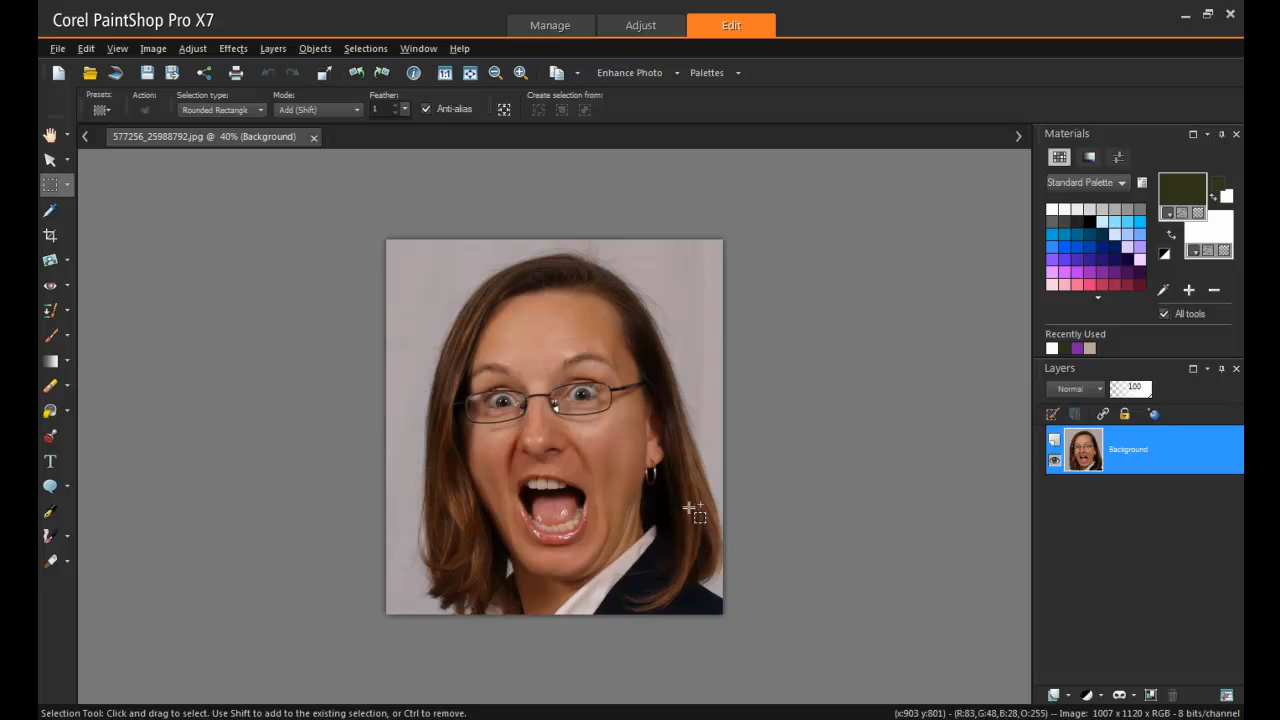 Corel PaintShop Pro X7
Manage Adjust Edit
File Edit View Image Adjust Effects Layers Objects Selections Window Help
1:1 Enhance Photo Palettes
Presets: Action: Selection type: Mode: Feather: Create selection from:
Rounded Rectangle Add (Shift) 1 Anti-alias
577256_25988792.jpg @ 40% (Background)
Materials
Standard Palette
All tools
Recently Used
Layers
Normal 100
Background
Selection Tool: Click and drag to select. Use Shift to add to the existing selection, or Ctrl to remove.
(x:903 y:801) - (R:83,G:48,B:28,O:255) -- Image: 1007 x 1120 x RGB - 8 bits/channel